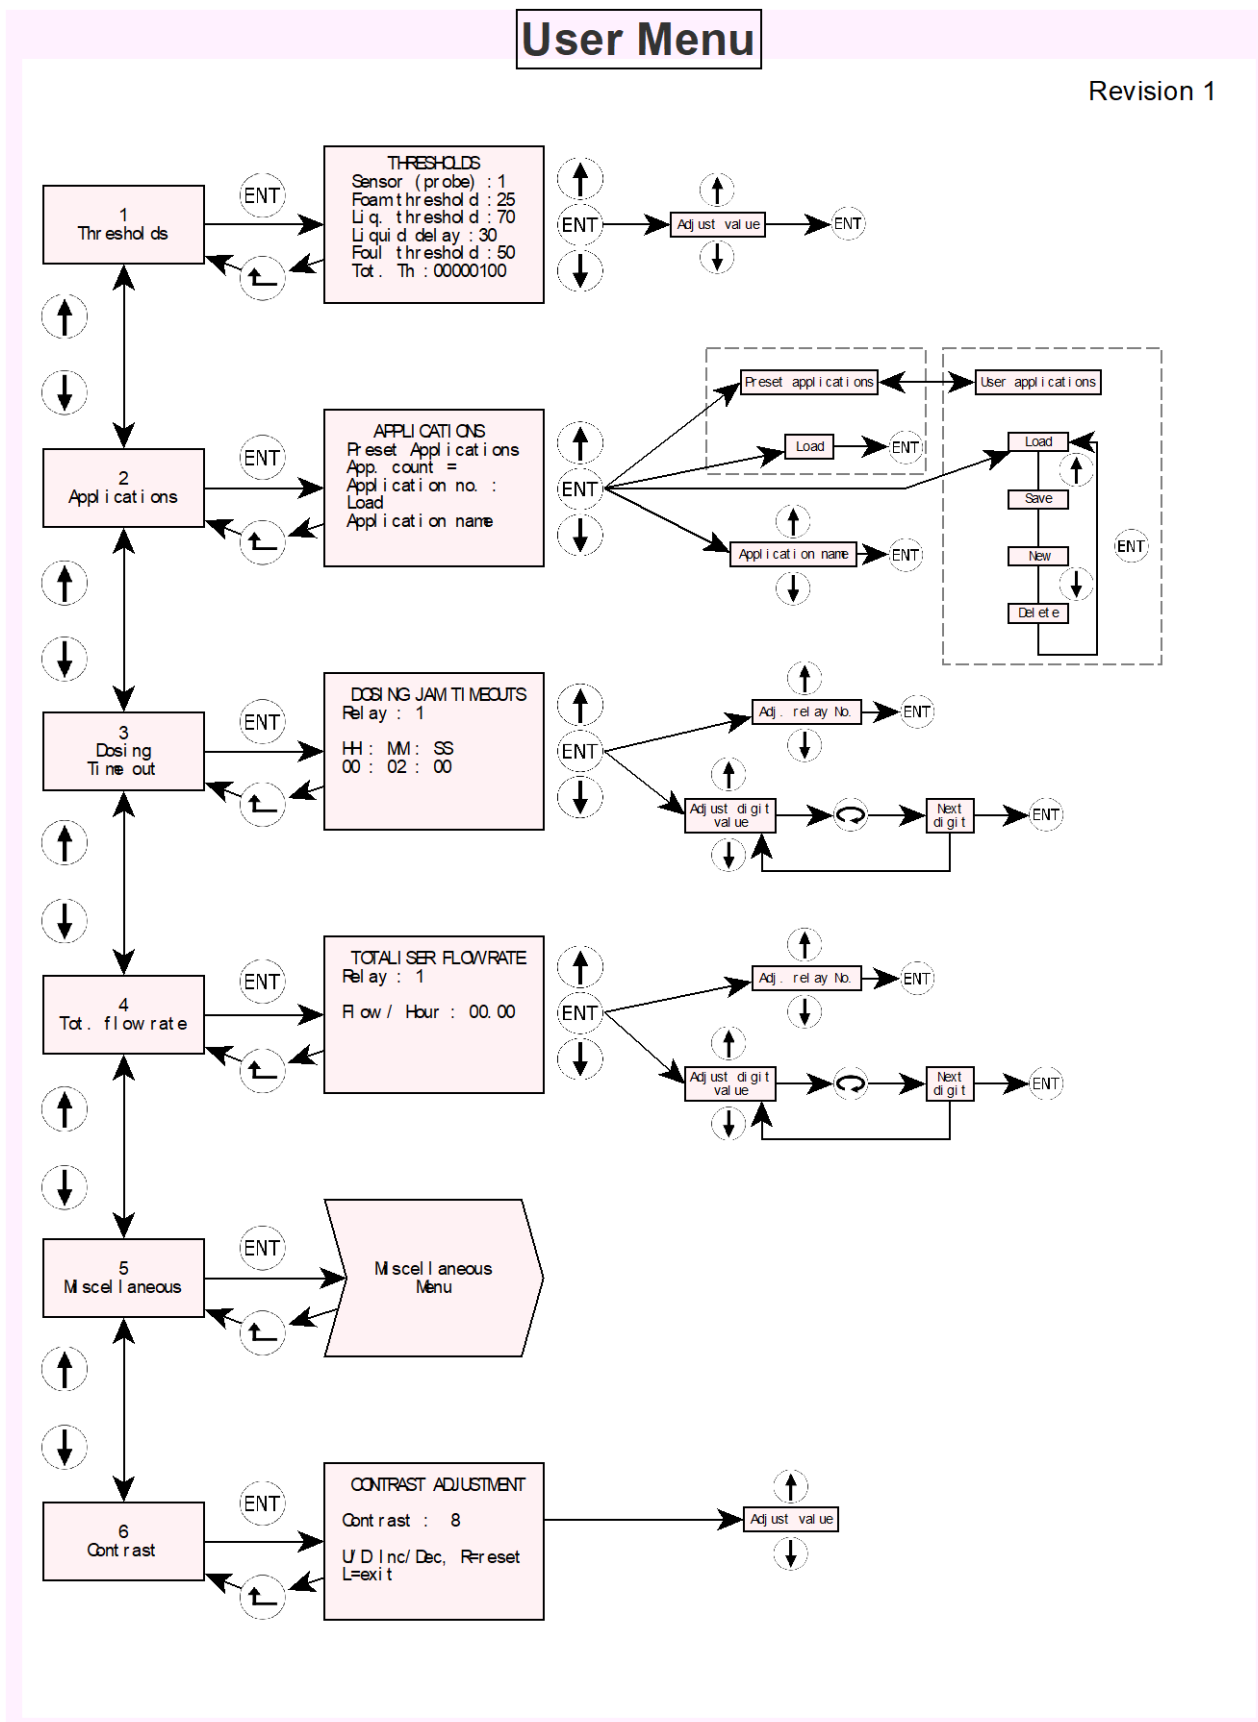 User Menu
Revision 1
1
Thresholds
ENT
THRESHOLDS
Sensor (probe) : 1
Foam threshold : 25
Liq. threshold : 70
Liquid delay : 30
Foul threshold : 50
Tot. Th : 00000100
ENT
Adjust value
ENT
2
Applications
ENT
APPLICATIONS
Preset Applications
App. count =
Application no. :
Load
Application name
ENT
Preset applications
User applications
Load
ENT
Application name
ENT
Load
Save
New
Delete
ENT
3
Dosing
Time out
ENT
DOSING JAM TIMEOUTS
Relay : 1
HH : MM : SS
00 : 02 : 00
ENT
Adj. relay No.
ENT
Adjust digit
value
Next
digit
ENT
4
Tot. flow rate
ENT
TOTALISER FLOWRATE
Relay : 1
Flow / Hour : 00.00
ENT
Adj. relay No.
ENT
Adjust digit
value
Next
digit
ENT
5
Miscellaneous
ENT
Miscellaneous
Menu
6
Contrast
ENT
CONTRAST ADJUSTMENT
Contrast : 8
U/D Inc/Dec, R=reset
L=exit
Adjust value